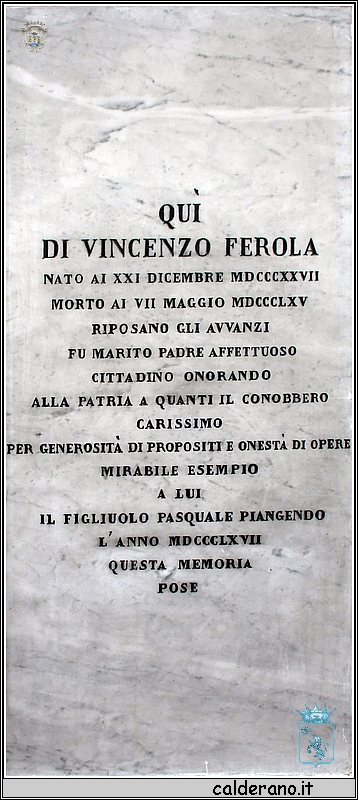 QUÌ
DI VINCENZO FEROLA
NATO AI XXI DICEMBRE MDCCCXXVII
MORTO AI VII MAGGIO MDCCCLXV
RIPOSANO GLI AVVANZI
FU MARITO PADRE AFFETTUOSO
CITTADINO ONORANDO
ALLA PATRIA A QUANTI IL CONOBBERO
CARISSIMO
PER GENEROSITÀ DI PROPOSITI E ONESTÀ DI OPERE
MIRABILE ESEMPIO
A LUI
IL FIGLIUOLO PASQUALE PIANGENDO
L'ANNO MDCCCLXVII
QUESTA MEMORIA
POSE
calderano.it